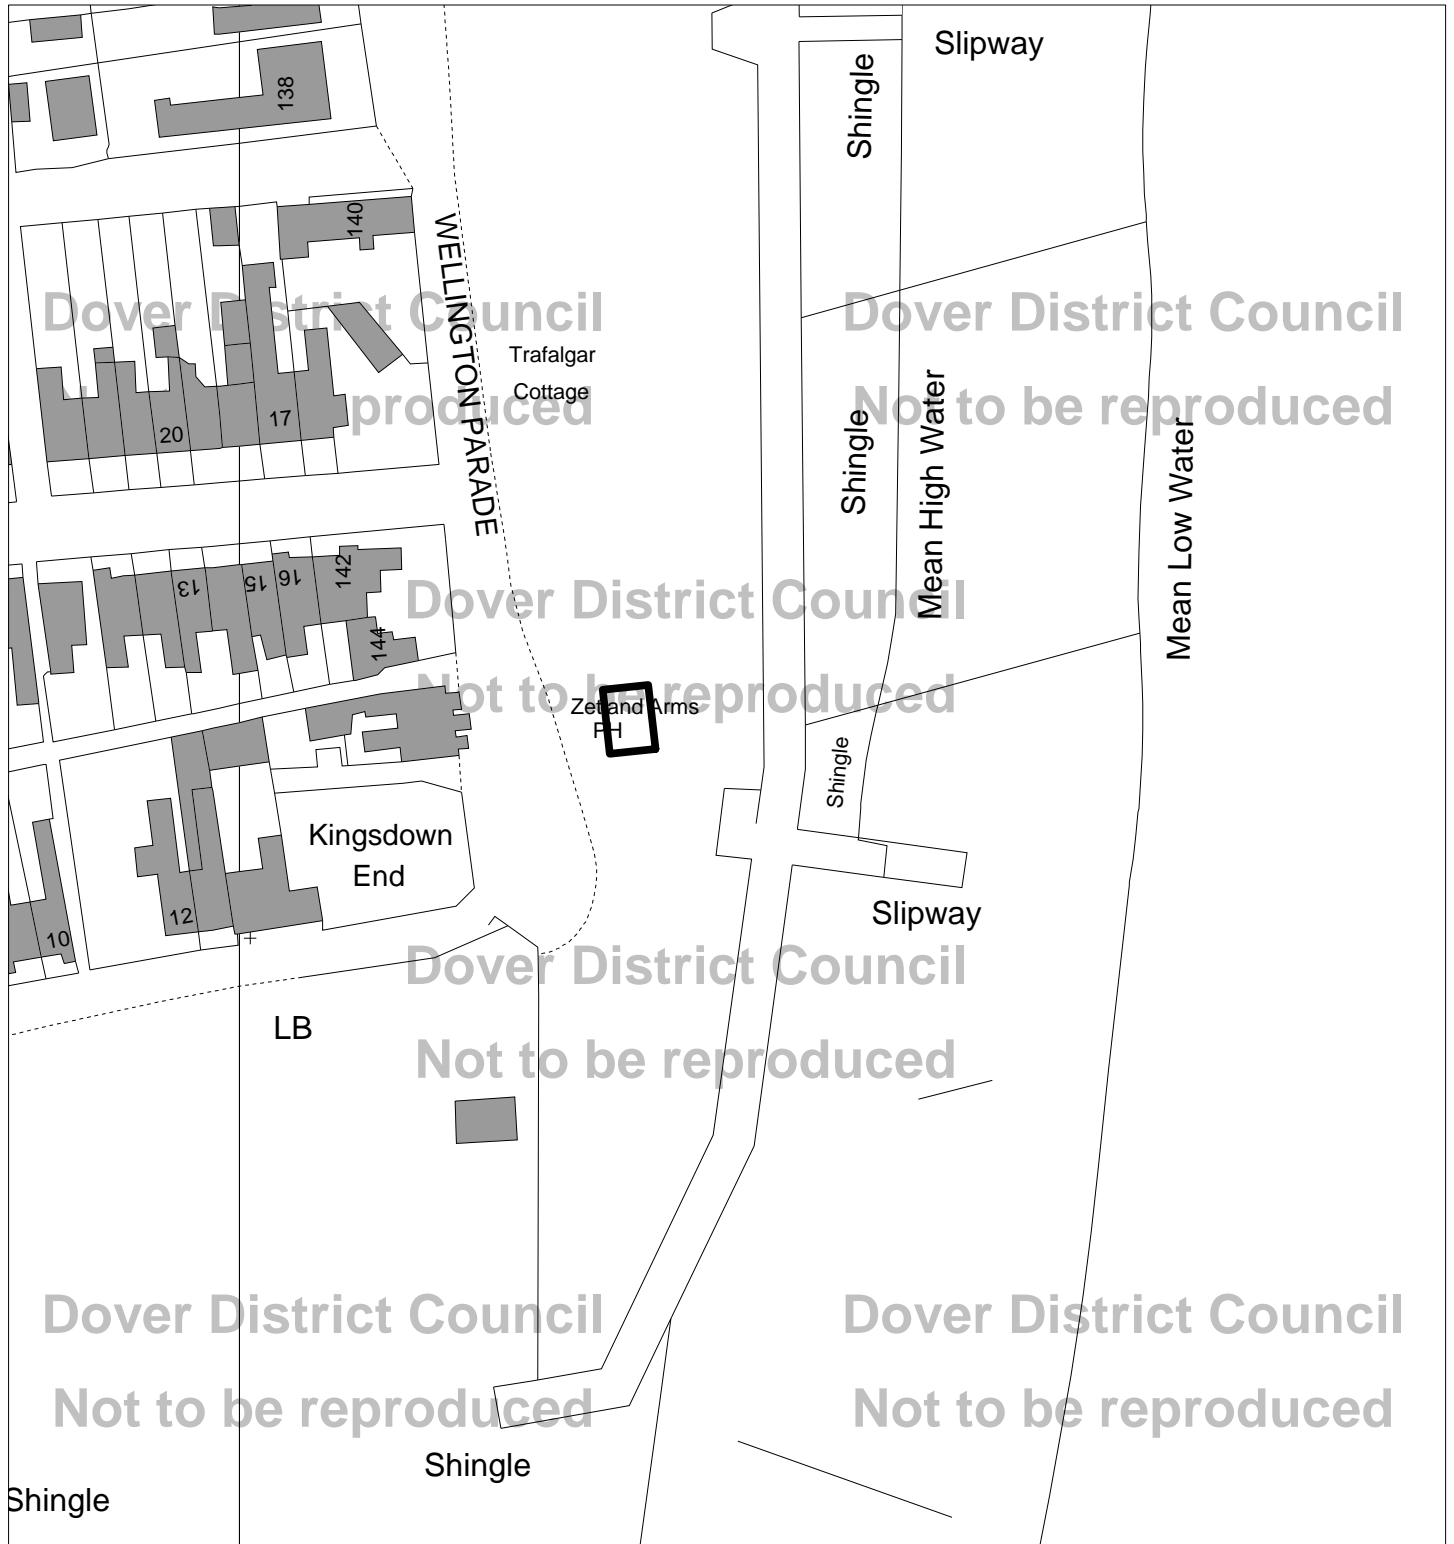 Slipway
Shingle
138
140
WELLINGTON PARADE
Dover District Council
Dover District Council
Trafalgar
Cottage
Not to be reproduced
Not to be reproduced
17
20
Shingle
Mean High Water
Mean Low Water
13
15
16
142
144
Dover District Council
Not to be reproduced
Zetland Arms
PH
Shingle
Kingsdown
End
12
10
Slipway
Dover District Council
Not to be reproduced
LB
Dover District Council
Dover District Council
Not to be reproduced
Not to be reproduced
Shingle
Shingle